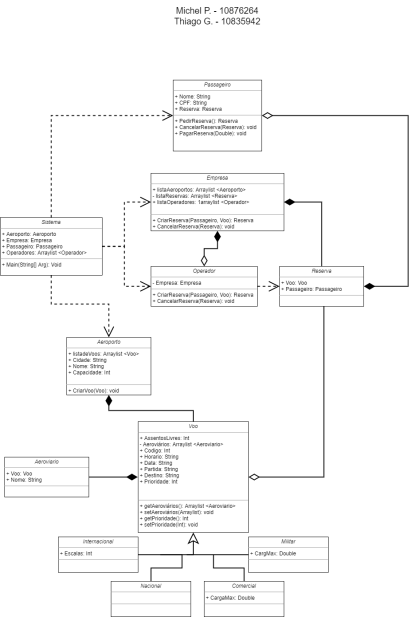 Michel P. - 10876264
Thiago G. - 10835942
Passageiro
+ Nome: String
+ CPF: String
+ Reserva: Reserva
+ PedirReserva(): Reserva
+ CancelarReserva(Reserva): void
+ PagarReserva(Double): void
Empresa
+ listaAeroportos: Arraylist <Aeroporto>
- listaReservas: Arraylist <Reserva>
+ listaOperadores: 1arraylist <Operador>
+ CriarReserva(Passageiro, Voo): Reserva
+ CancelarReserva(Reserva): void
Sistema
+ Aeroporto: Aeroporto
+ Empresa: Empresa
+ Passageiro: Passageiro
+ Operadores: Arraylist <Operador>
+ Main(String[] Arg): Void
Operador
- Empresa: Empresa
+ CriarReserva(Passageiro, Voo): Reserva
+ CancelarReserva(Reserva): void
Reserva
+ Voo: Voo
+ Passageiro: Passageiro
Aeroporto
+ listadeVoos: Arraylist <Voo>
+ Cidade: String
+ Nome: String
+ Capacidade: Int
+ CriarVoo(Voo): void
Voo
+ AssentosLivres: Int
- Aeroviários: Arraylist <Aeroviario>
+ Codigo: Int
+ Horario: String
+ Data: String
+ Partida: String
+ Destino: String
+ Prioridade: Int
+ getAeroviários(): Arraylist <Aeroviario>
+ setAeroviários(Arraylist): void
+ getPrioridade(): Int
+ setPrioridade(int): void
Aeroviario
+ Voo: Voo
+ Nome: String
Internacional
+ Escalas: Int
Militar
+ CargMax: Double
Nacional
Comercial
+ CargaMax: Double